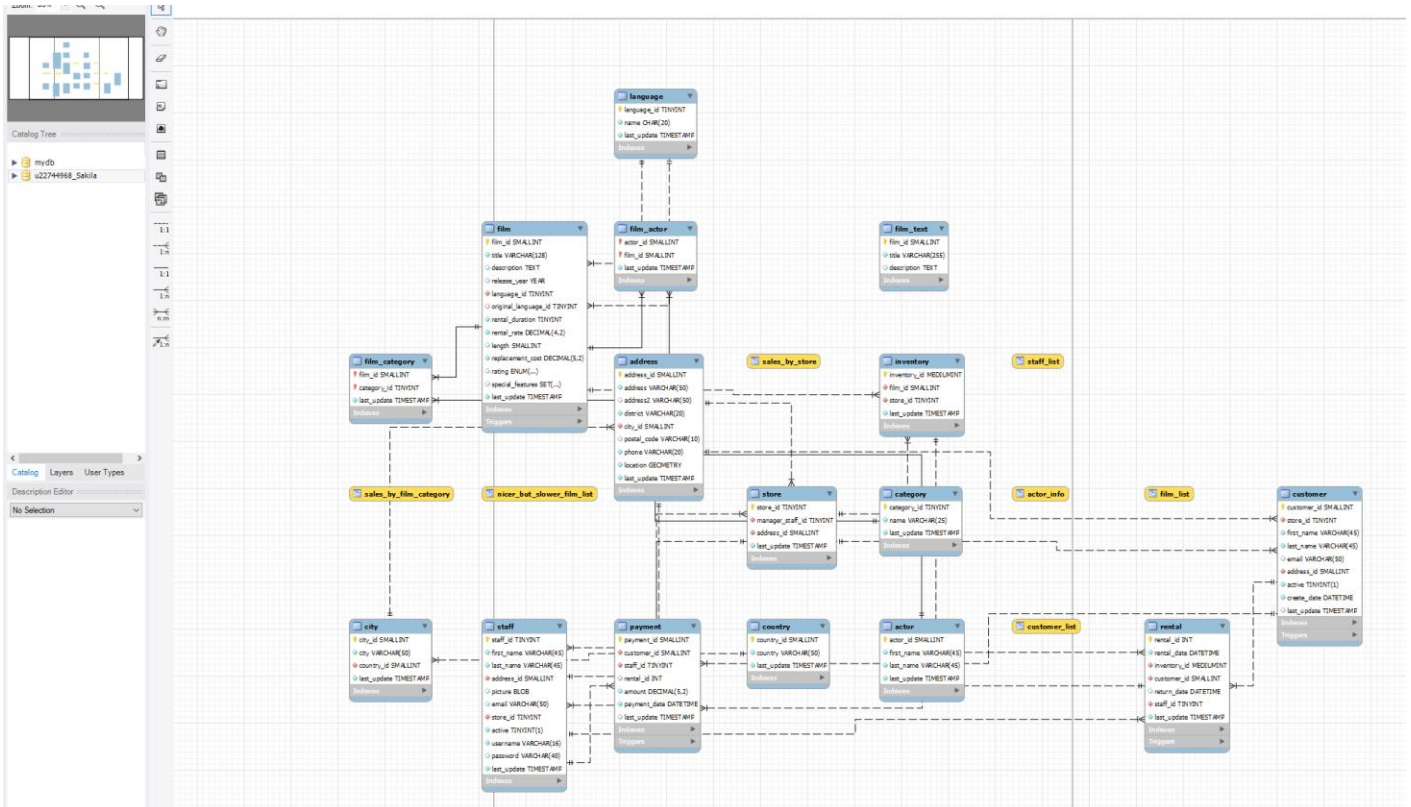 Catalog Tree
mydb
u22744968_Sakila
Catalog Layers User Types
Description Editor
No Selection
1:1
1:n
1:1
1:n
n:m
1:n
language
language_id TINYINT
name CHAR(20)
last_update TIMESTAMP
Indexes
film
film_id SMALLINT
title VARCHAR(128)
description TEXT
release_year YEAR
language_id TINYINT
original_language_id TINYINT
rental_duration TINYINT
rental_rate DECIMAL(4,2)
length SMALLINT
replacement_cost DECIMAL(5,2)
rating ENUM(...)
special_features SET(...)
last_update TIMESTAMP
Indexes
Triggers
film_actor
actor_id SMALLINT
film_id SMALLINT
last_update TIMESTAMP
Indexes
film_text
film_id SMALLINT
title VARCHAR(255)
description TEXT
Indexes
film_category
film_id SMALLINT
category_id TINYINT
last_update TIMESTAMP
Indexes
address
address_id SMALLINT
address VARCHAR(50)
address2 VARCHAR(50)
district VARCHAR(20)
city_id SMALLINT
postal_code VARCHAR(10)
phone VARCHAR(20)
location GEOMETRY
last_update TIMESTAMP
sales_by_store
inventory
inventory_id MEDIUMINT
film_id SMALLINT
store_id TINYINT
last_update TIMESTAMP
Indexes
staff_list
sales_by_film_category
nicer_but_slower_film_list
store
store_id TINYINT
manager_staff_id TINYINT
address_id SMALLINT
last_update TIMESTAMP
Indexes
category
category_id TINYINT
name VARCHAR(25)
last_update TIMESTAMP
Indexes
actor_info
film_list
customer
customer_id SMALLINT
store_id TINYINT
first_name VARCHAR(45)
last_name VARCHAR(45)
email VARCHAR(50)
address_id SMALLINT
active TINYINT(1)
create_date DATETIME
last_update TIMESTAMP
Indexes
Triggers
city
city_id SMALLINT
city VARCHAR(50)
country_id SMALLINT
last_update TIMESTAMP
Indexes
staff
staff_id TINYINT
first_name VARCHAR(45)
last_name VARCHAR(45)
address_id SMALLINT
picture BLOB
email VARCHAR(50)
store_id TINYINT
active TINYINT(1)
username VARCHAR(16)
password VARCHAR(40)
last_update TIMESTAMP
Indexes
payment
payment_id SMALLINT
customer_id SMALLINT
staff_id TINYINT
rental_id INT
amount DECIMAL(5,2)
payment_date DATETIME
last_update TIMESTAMP
Indexes
Triggers
country
country_id SMALLINT
country VARCHAR(50)
last_update TIMESTAMP
Indexes
actor
actor_id SMALLINT
first_name VARCHAR(45)
last_name VARCHAR(45)
last_update TIMESTAMP
Indexes
customer_list
rental
rental_id INT
rental_date DATETIME
inventory_id MEDIUMINT
customer_id SMALLINT
return_date DATETIME
staff_id TINYINT
last_update TIMESTAMP
Indexes
Triggers